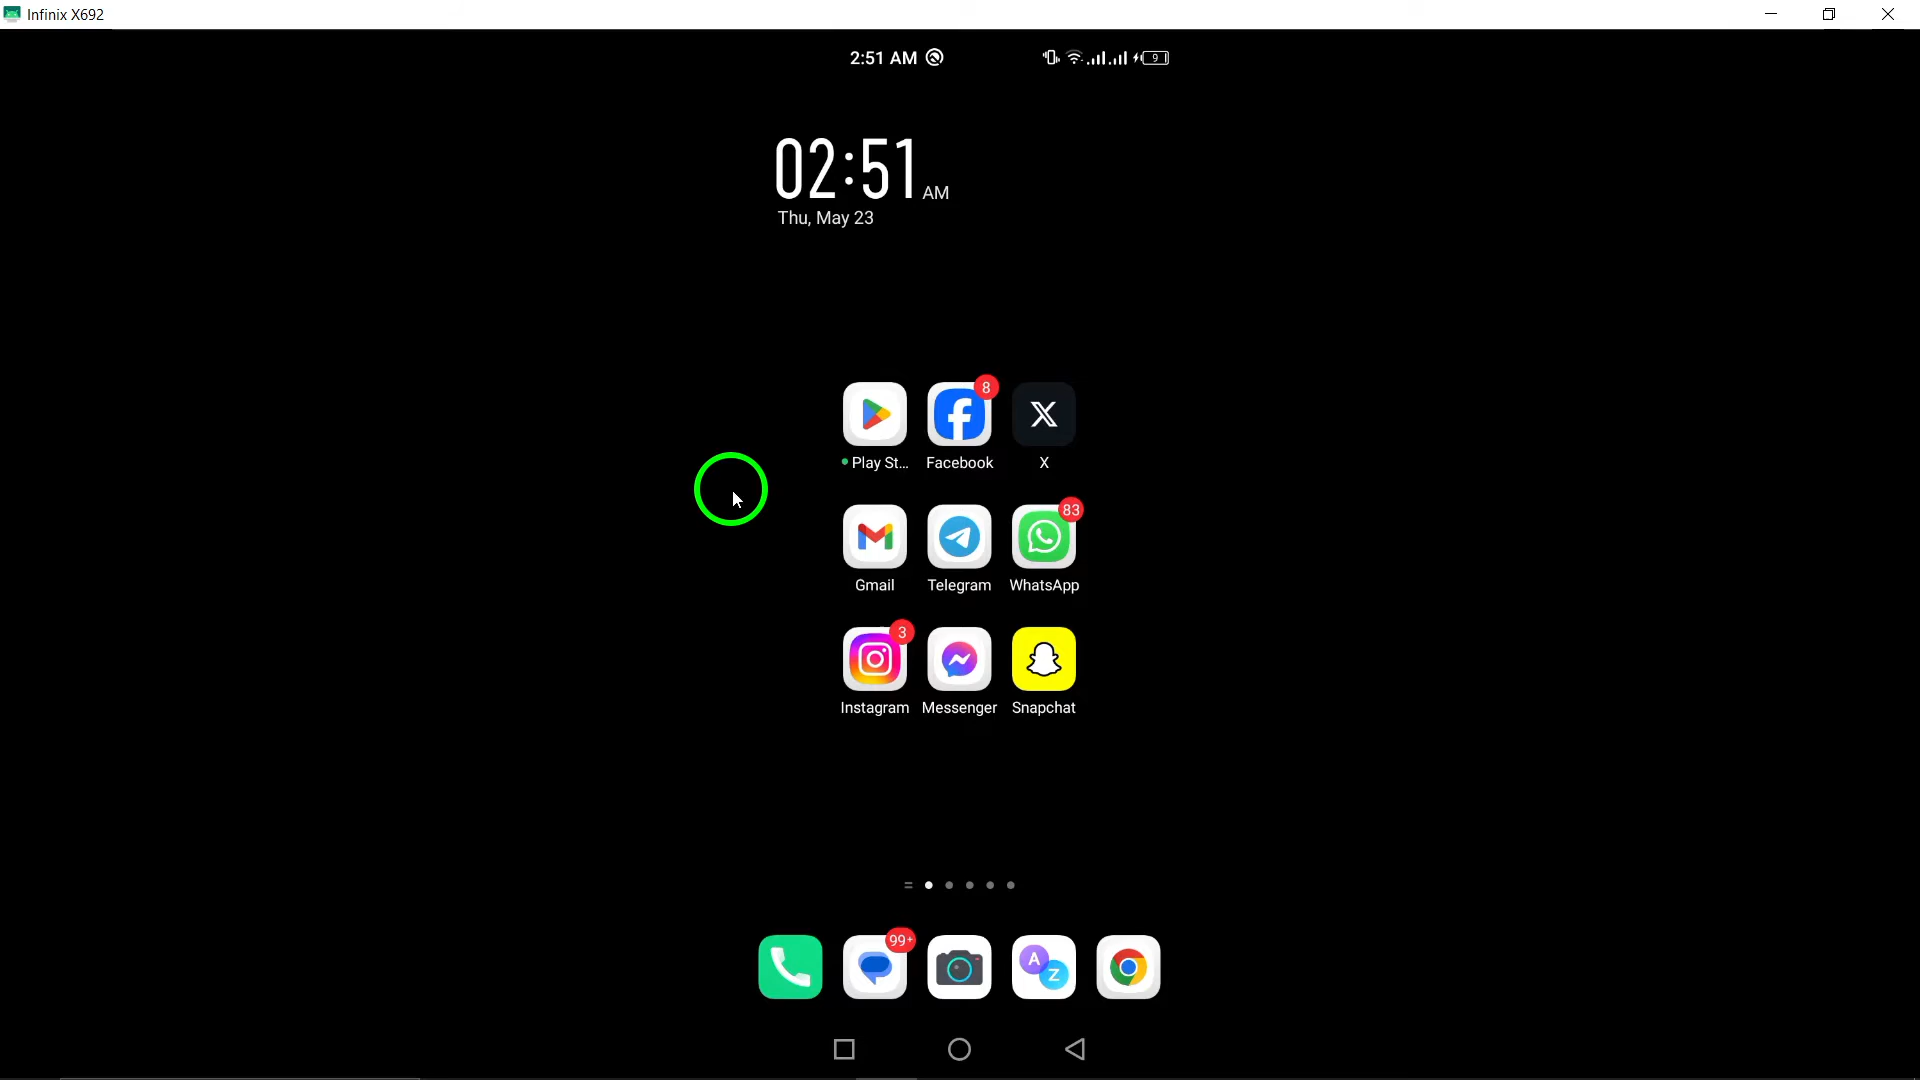 Infinix X692
2:51 AM
9
02:51 AM
Thu, May 23
8
Play St... Facebook X
83
Gmail Telegram WhatsApp
3
Instagram Messenger Snapchat
99+
A
Z